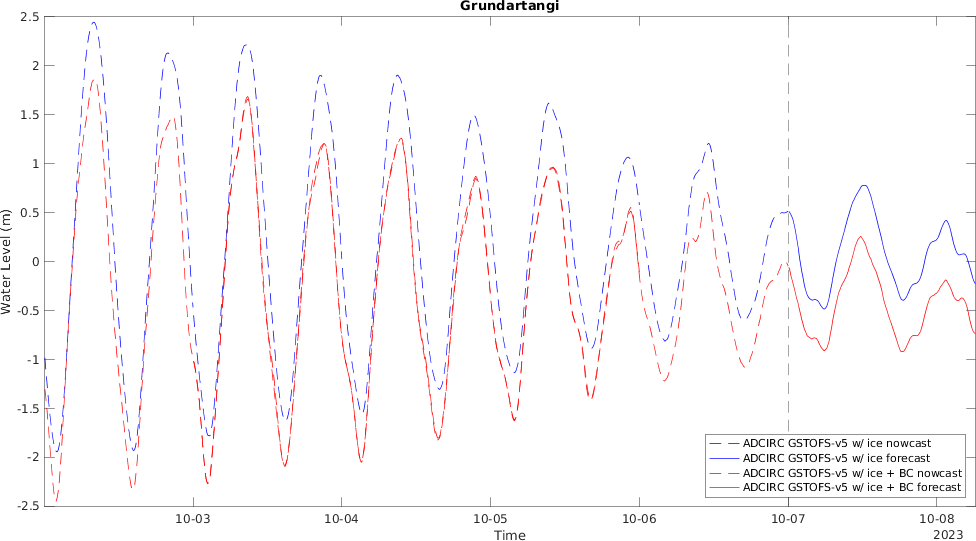 Grundartangi
2.5
2
1.5
1
0.5
0
-0.5
-1
-1.5
-2
-2.5
Water Level (m)
10-03 10-04 10-05 10-06 10-07 10-08
Time
2023
ADCIRC GSTOFS-v5 w/ ice nowcast
ADCIRC GSTOFS-v5 w/ ice forecast
ADCIRC GSTOFS-v5 w/ ice + BC nowcast
ADCIRC GSTOFS-v5 w/ ice + BC forecast